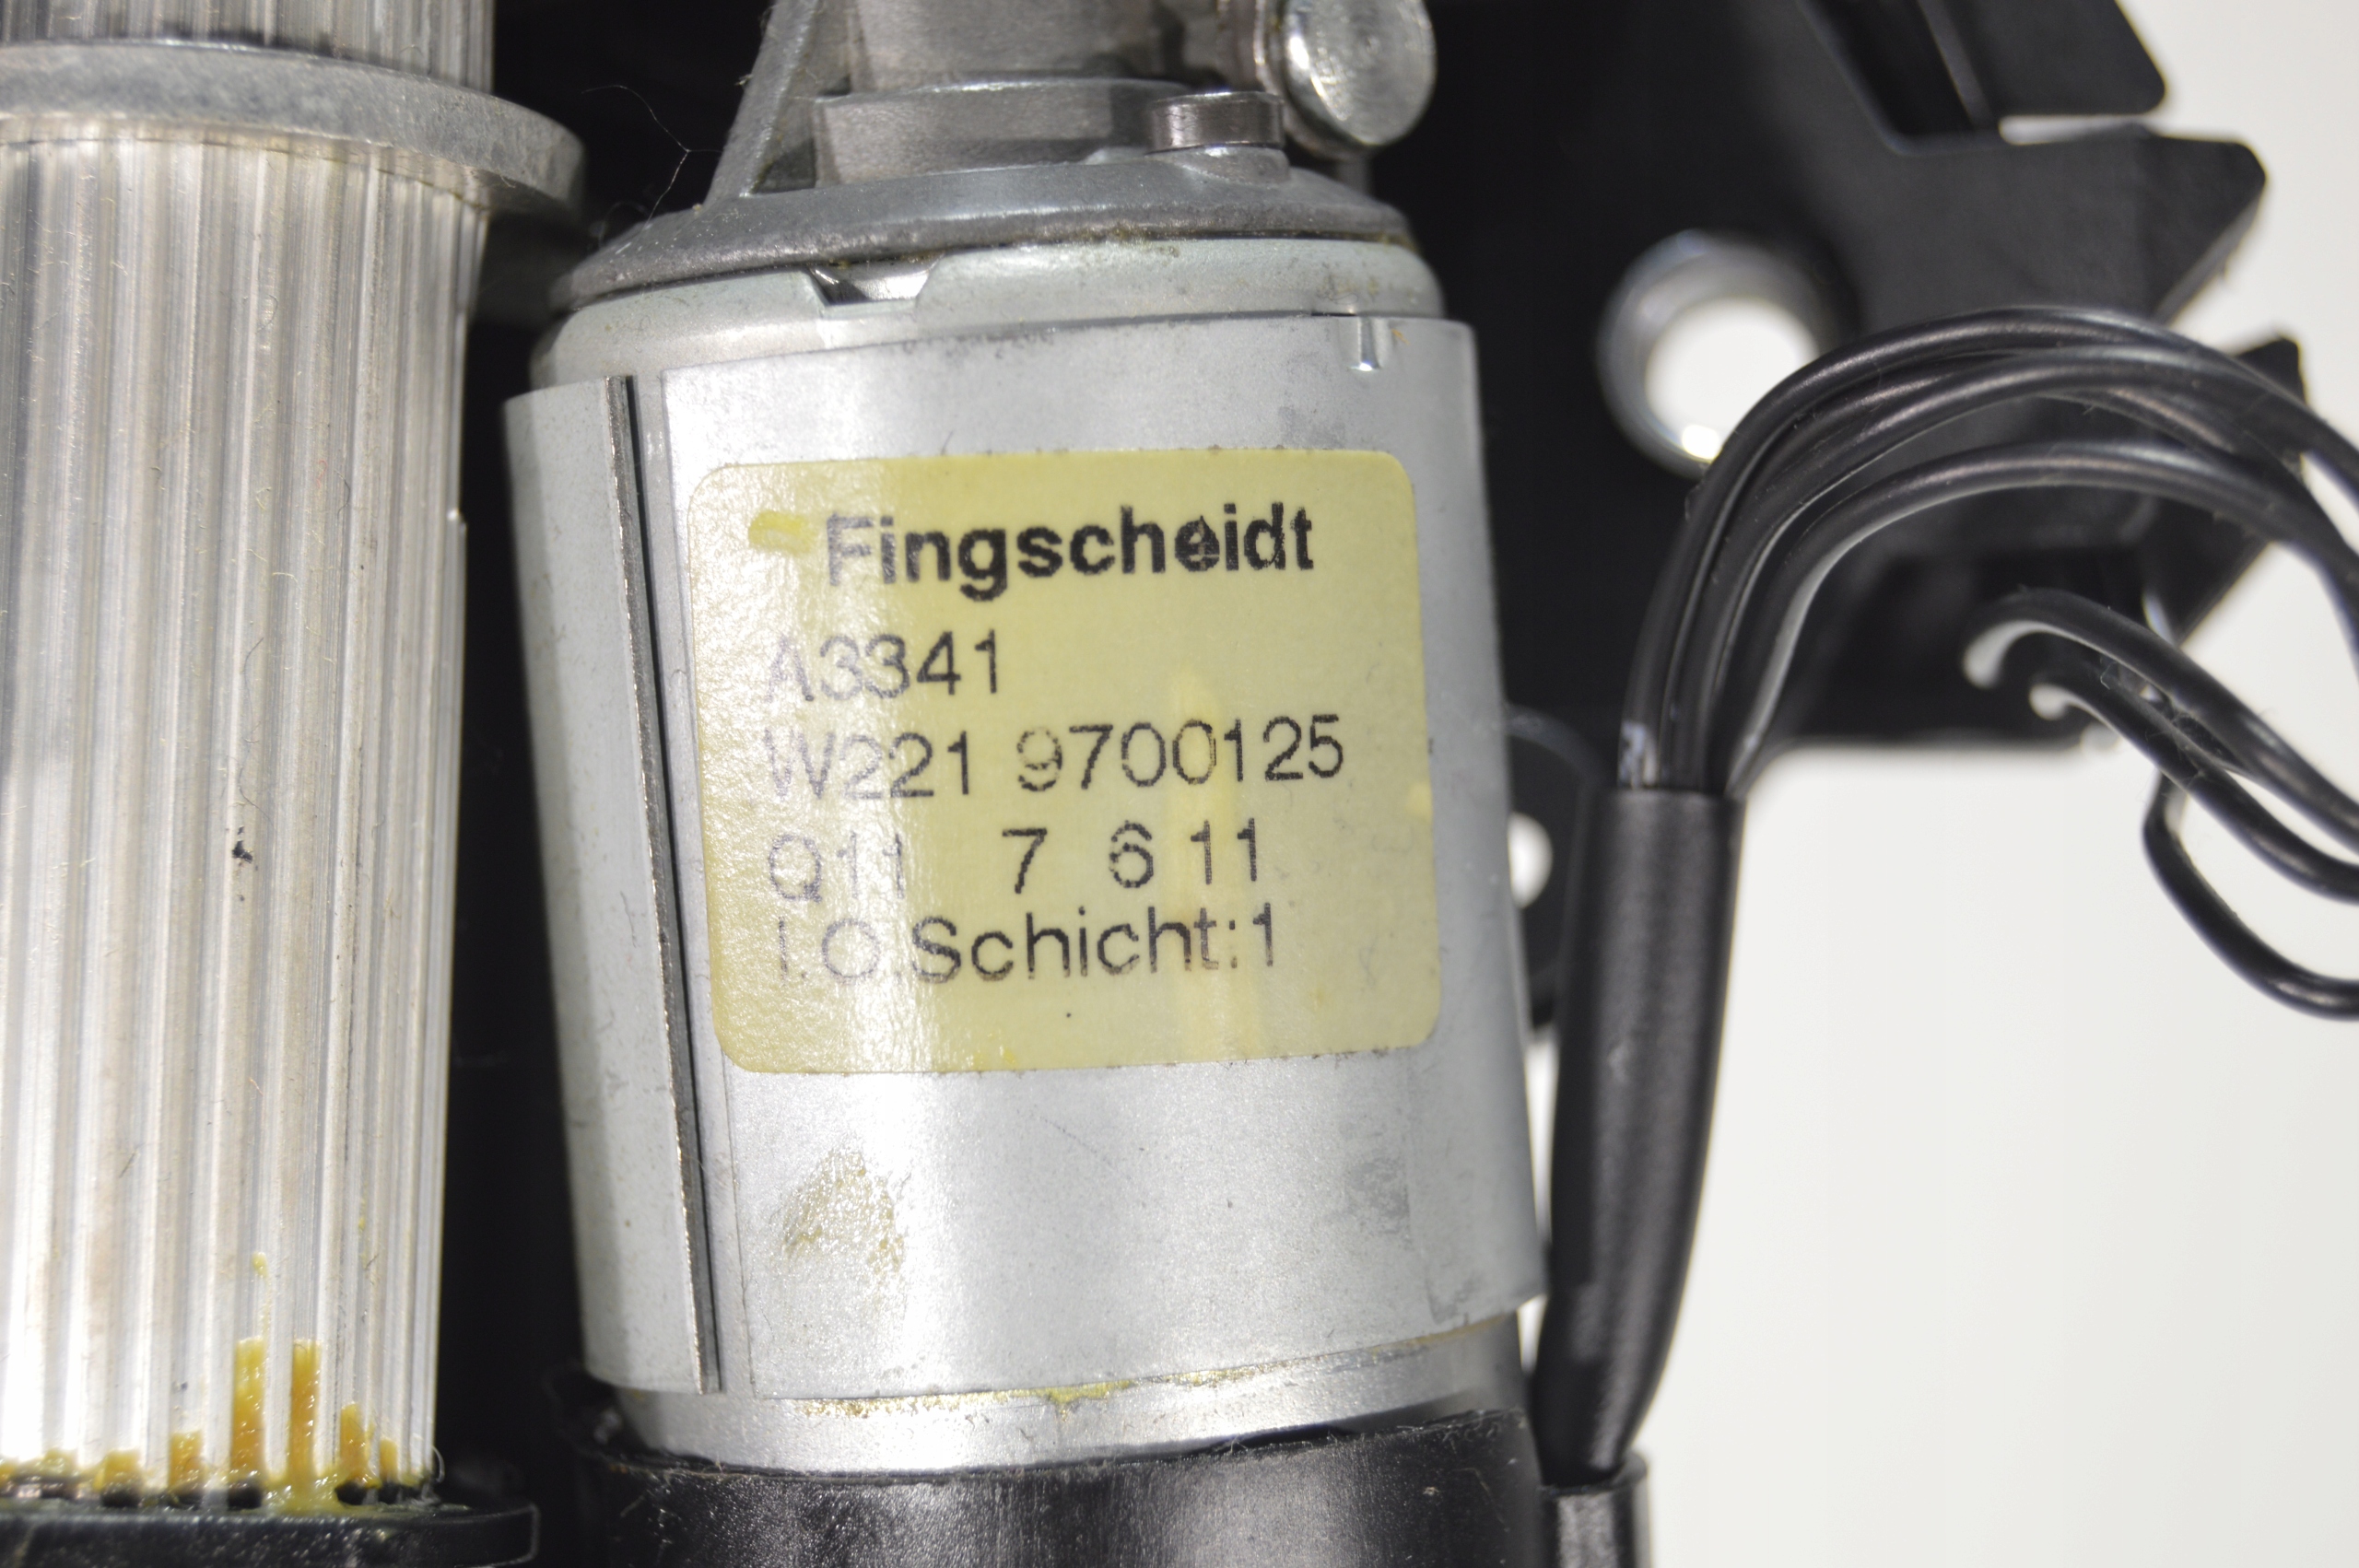 Fingscheidt
A3341
W221 9700125
Q11 7 6 11
I.O.Schicht:1